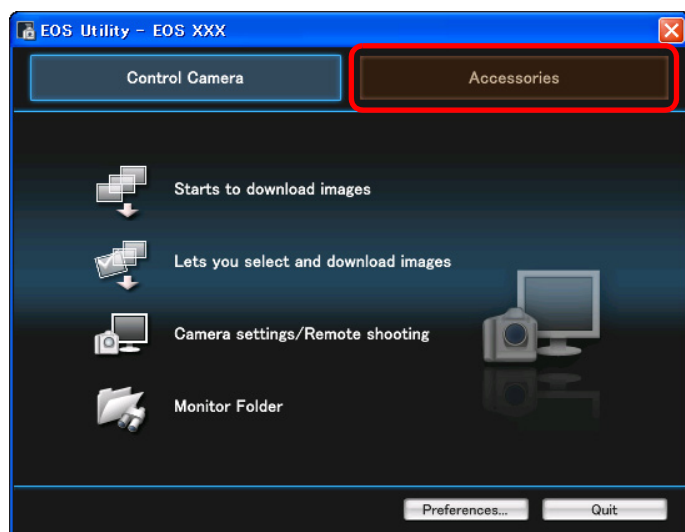 EOS Utility - EOS XXX
Control Camera
Accessories
Starts to download images
Lets you select and download images
Camera settings/Remote shooting
Monitor Folder
Preferences...
Quit